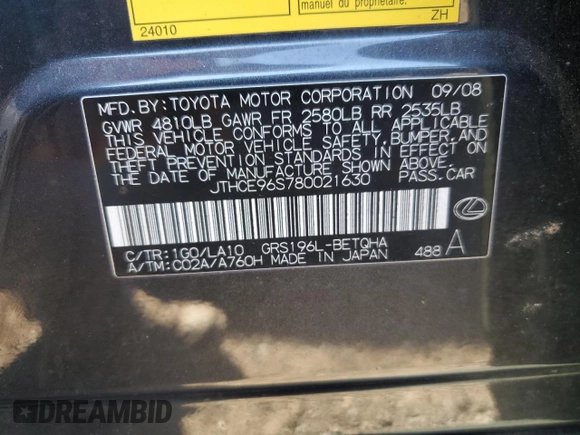 manuel du propriétaire.
24010
ZH
MFD. BY: TOYOTA MOTOR CORPORATION 09/08
GVWR 4810LB GAWR FR 2580LB RR 2535LB
THIS VEHICLE CONFORMS TO ALL APPLICABLE
FEDERAL MOTOR VEHICLE SAFETY, BUMPER, AND
THEFT PREVENTION STANDARDS IN EFFECT ON
THE DATE OF MANUFACTURE SHOWN ABOVE.
JTHCE96S780021630 PASS. CAR
C/TR: 1G0/LA10 GRS196L-BETQHA
A/TM: C02A/A760H MADE IN JAPAN 488 A
DREAMBID